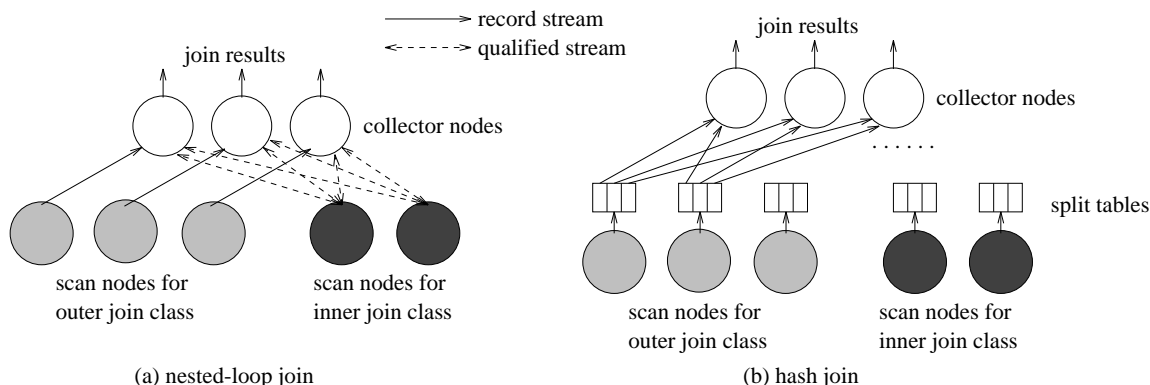 record stream
qualified stream
join results
collector nodes
scan nodes for
outer join class
scan nodes for
inner join class
(a) nested-loop join
join results
collector nodes
split tables
scan nodes for
outer join class
scan nodes for
inner join class
(b) hash join